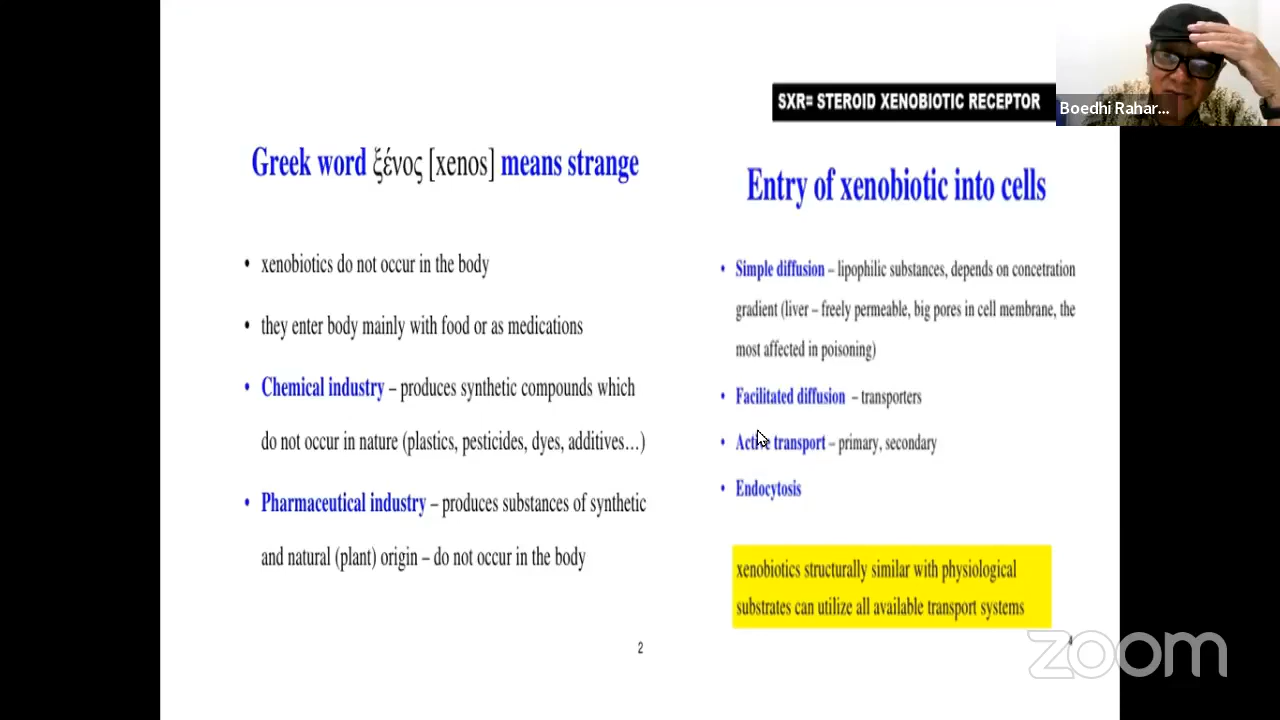 SXR= STEROID XENOBIOTIC RECEPTOR
Boedhi Rahar...
Greek word ξένος [xenos] means strange
• xenobiotics do not occur in the body
• they enter body mainly with food or as medications
• Chemical industry – produces synthetic compounds which
do not occur in nature (plastics, pesticides, dyes, additives…)
• Pharmaceutical industry – produces substances of synthetic
and natural (plant) origin – do not occur in the body
2
Entry of xenobiotic into cells
• Simple diffusion – lipophilic substances, depends on concetration
gradient (liver – freely permeable, big pores in cell membrane, the
most affected in poisoning)
• Facilitated diffusion – transporters
• Active transport – primary, secondary
• Endocytosis
xenobiotics structurally similar with physiological
substrates can utilize all available transport systems
4
zoom